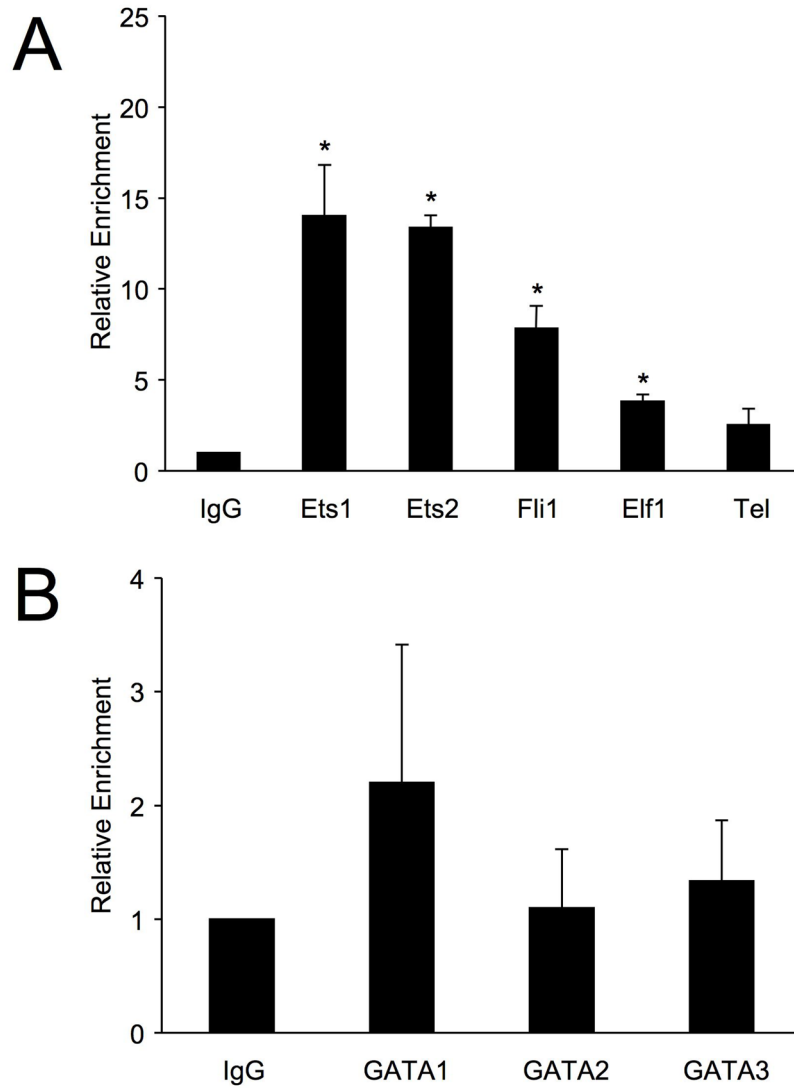 A
25
20
15
10
5
0
Relative Enrichment
*
*
*
*
IgG Ets1 Ets2 Fli1 Elf1 Tel
B
4
3
2
1
0
Relative Enrichment
IgG GATA1 GATA2 GATA3